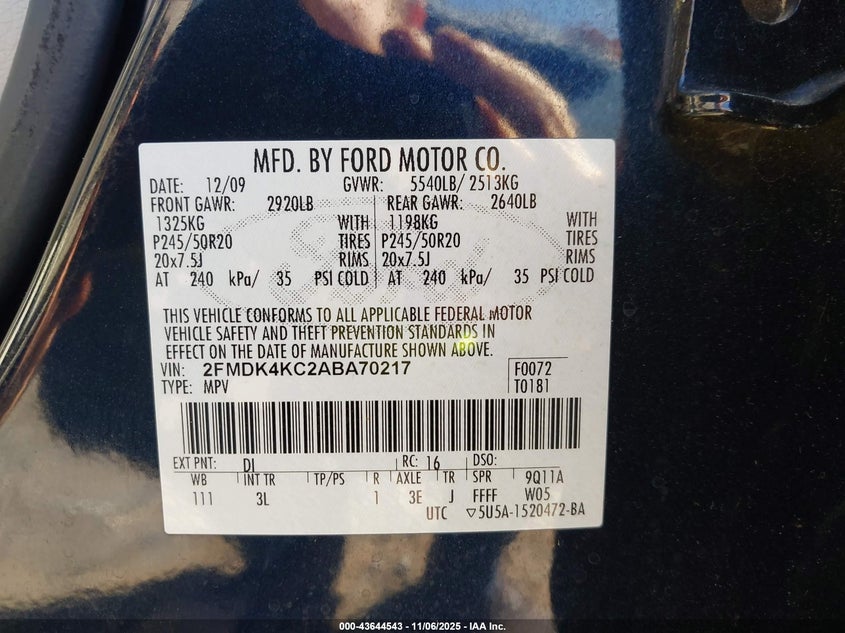 MFD. BY FORD MOTOR CO.
DATE: 12/09 GVWR: 5540LB/ 2513KG
FRONT GAWR: 2920LB REAR GAWR: 2640LB
1325KG WITH 1198KG WITH
P245/50R20 TIRES P245/50R20 TIRES
20x7.5J RIMS 20x7.5J RIMS
AT 240 kPa/ 35 PSI COLD AT 240 kPa/ 35 PSI COLD
THIS VEHICLE CONFORMS TO ALL APPLICABLE FEDERAL MOTOR
VEHICLE SAFETY AND THEFT PREVENTION STANDARDS IN
EFFECT ON THE DATE OF MANUFACTURE SHOWN ABOVE.
VIN: 2FMDK4KC2ABA70217 F0072
TYPE: MPV T0181
EXT PNT: DI RC: 16 DSO:
WB INT TR TP/PS R AXLE TR SPR 9Q11A
111 3L 1 3E J FFFF W05
UTC ▽5U5A-1520472-BA
000-43644543 - 11/06/2025 - IAA Inc.